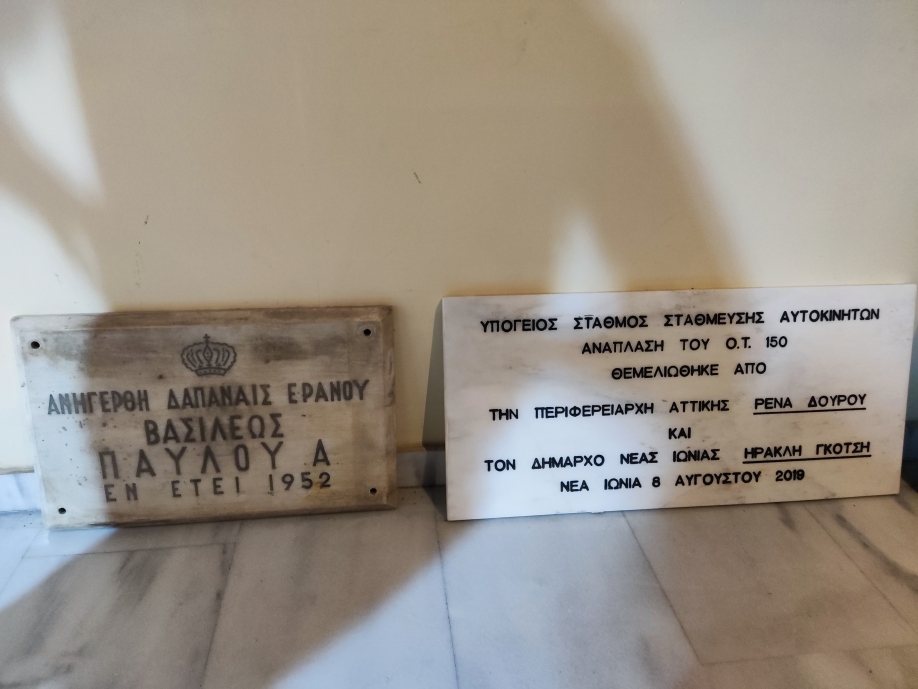 ΑΝΗΓΕΡΘΗ ΔΑΠΑΝΑΙΣ ΕΡΑΝΟΥ
ΒΑΣΙΛΕΩΣ
ΠΑΥΛΟΥ Α
ΕΝ ΕΤΕΙ 1952
ΥΠΟΓΕΙΟΣ ΣΤΑΘΜΟΣ ΣΤΑΘΜΕΥΣΗΣ ΑΥΤΟΚΙΝΗΤΩΝ
ΑΝΑΠΛΑΣΗ ΤΟΥ Ο.Τ. 150
ΘΕΜΕΛΙΩΘΗΚΕ ΑΠΟ
ΤΗΝ ΠΕΡΙΦΕΡΕΙΑΡΧΗ ΑΤΤΙΚΗΣ ΡΕΝΑ ΔΟΥΡΟΥ
ΚΑΙ
ΤΟΝ ΔΗΜΑΡΧΟ ΝΕΑΣ ΙΩΝΙΑΣ ΗΡΑΚΛΗ ΓΚΟΤΣΗ
ΝΕΑ ΙΩΝΙΑ 8 ΑΥΓΟΥΣΤΟΥ 2019